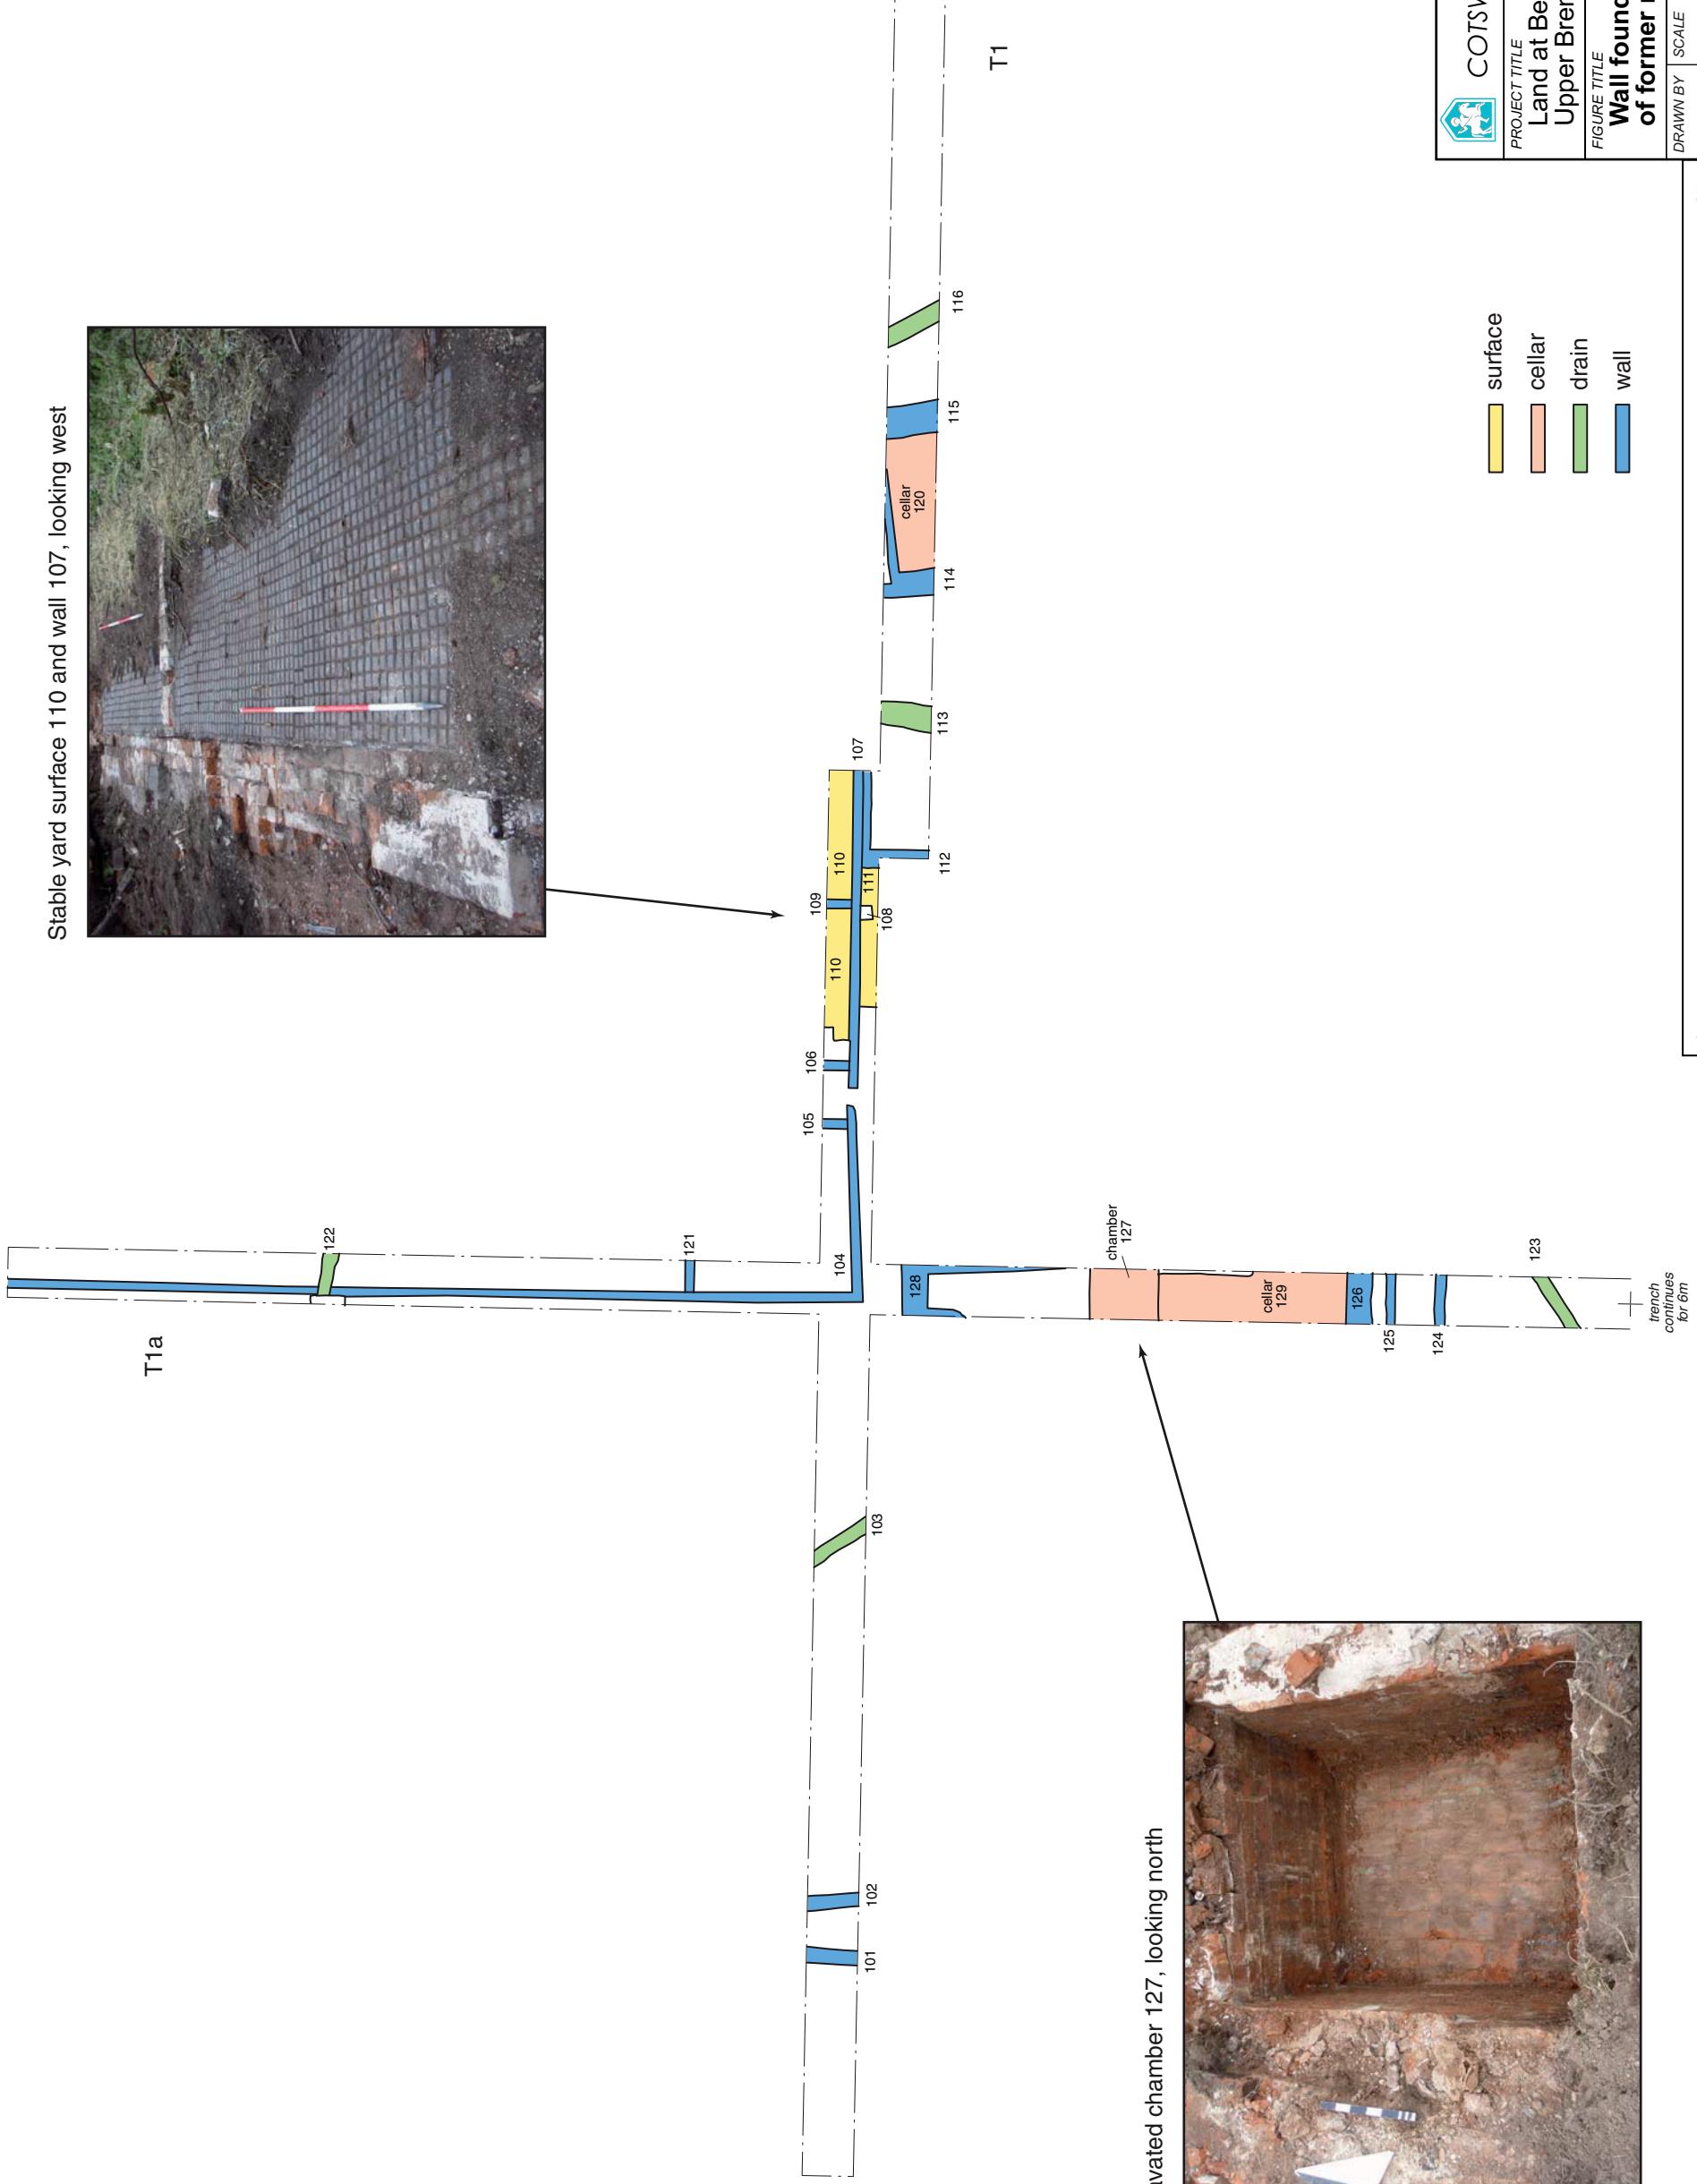 Stable yard surface 110 and wall 107, looking west
T1a
T1
122
121
104
105
106
107
109
110
110
111
108
112
113
114
cellar
120
115
116
101
102
103
128
chamber
127
cellar
129
126
125
124
123
trench
continues
for 6m
avated chamber 127, looking north
surface
cellar
drain
wall
COTSW
PROJECT TITLE
Land at Be
Upper Brer
FIGURE TITLE
Wall found
of former
DRAWN BY
SCALE